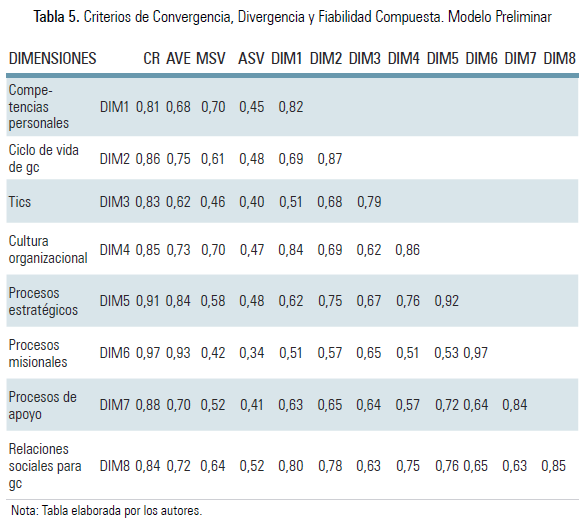 Tabla 5. Criterios de Convergencia, Divergencia y Fiabilidad Compuesta. Modelo Preliminar
DIMENSIONES CR AVE MSV ASV DIM1 DIM2 DIM3 DIM4 DIM5 DIM6 DIM7 DIM8
Compe-
tencias
personales DIM1 0,81 0,68 0,70 0,45 0,82
Ciclo de vida
de gc DIM2 0,86 0,75 0,61 0,48 0,69 0,87
Tics DIM3 0,83 0,62 0,46 0,40 0,51 0,68 0,79
Cultura
organizacional DIM4 0,85 0,73 0,70 0,47 0,84 0,69 0,62 0,86
Procesos
estratégicos DIM5 0,91 0,84 0,58 0,48 0,62 0,75 0,67 0,76 0,92
Procesos
misionales DIM6 0,97 0,93 0,42 0,34 0,51 0,57 0,65 0,51 0,53 0,97
Procesos de
apoyo DIM7 0,88 0,70 0,52 0,41 0,63 0,65 0,64 0,57 0,72 0,64 0,84
Relaciones
sociales para
gc DIM8 0,84 0,72 0,64 0,52 0,80 0,78 0,63 0,75 0,76 0,65 0,63 0,85
Nota: Tabla elaborada por los autores.